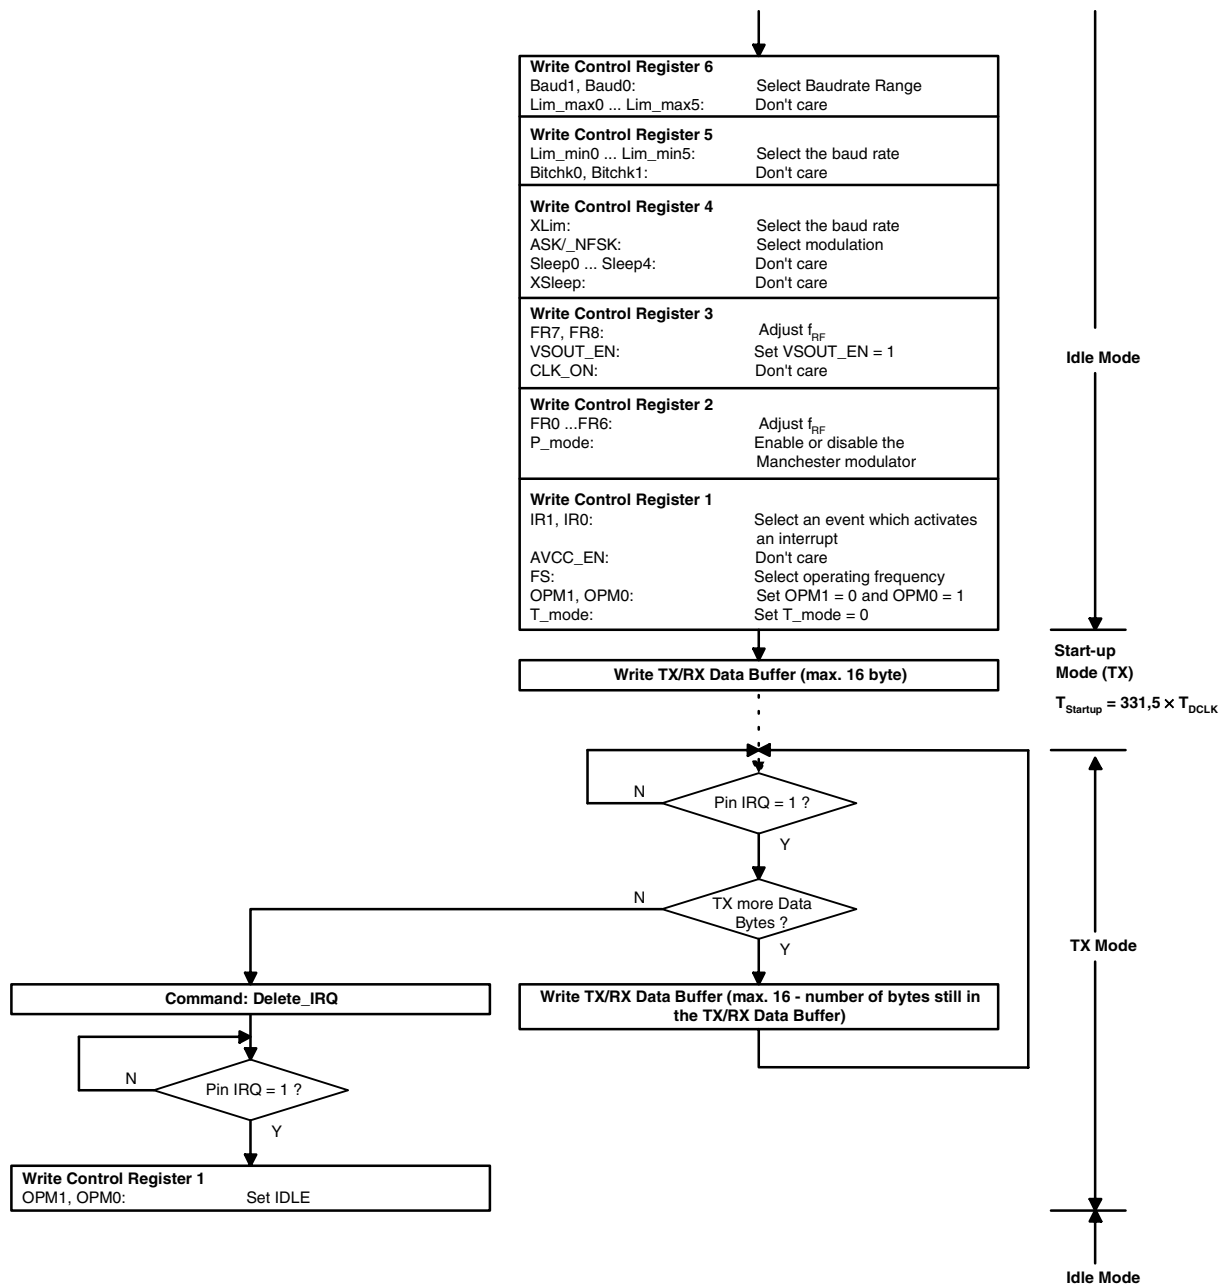 Write Control Register 6
Baud1, Baud0: Select Baudrate Range
Lim_max0 ... Lim_max5: Don't care
Write Control Register 5
Lim_min0 ... Lim_min5: Select the baud rate
Bitchk0, Bitchk1: Don't care
Write Control Register 4
XLim: Select the baud rate
ASK/_NFSK: Select modulation
Sleep0 ... Sleep4: Don't care
XSleep: Don't care
Write Control Register 3
FR7, FR8: Adjust fRF
VSOUT_EN: Set VSOUT_EN = 1
CLK_ON: Don't care
Idle Mode
Write Control Register 2
FR0 ...FR6: Adjust fRF
P_mode: Enable or disable the
Manchester modulator
Write Control Register 1
IR1, IR0: Select an event which activates
an interrupt
AVCC_EN: Don't care
FS: Select operating frequency
OPM1, OPM0: Set OPM1 = 0 and OPM0 = 1
T_mode: Set T_mode = 0
Start-up
Mode (TX)
TStartup = 331,5 × TDCLK
Write TX/RX Data Buffer (max. 16 byte)
N
Pin IRQ = 1 ?
Y
N
TX more Data
Bytes ?
Y
TX Mode
Command: Delete_IRQ
Write TX/RX Data Buffer (max. 16 - number of bytes still in
the TX/RX Data Buffer)
N
Pin IRQ = 1 ?
Y
Write Control Register 1
OPM1, OPM0: Set IDLE
Idle Mode